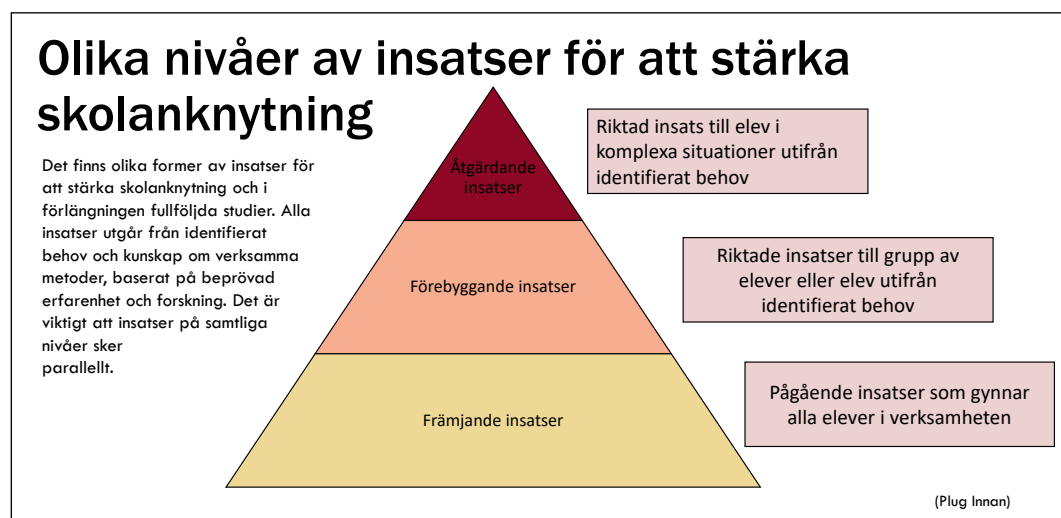 Olika nivåer av insatser för att stärka
skolanknytning
Det finns olika former av insatser för
att stärka skolanknytning och i
förlängningen fullföljda studier. Alla
insatser utgår från identifierat
behov och kunskap om verksamma
metoder, baserat på beprövad
erfarenhet och forskning. Det är
viktigt att insatser på samtliga
nivåer sker
parallellt.
Åtgärdande
insatser
Riktad insats till elev i
komplexa situationer utifrån
identifierat behov
Förebyggande insatser
Riktade insatser till grupp av
elever eller elev utifrån
identifierat behov
Främjande insatser
Pågående insatser som gynnar
alla elever i verksamheten
(Plug Innan)